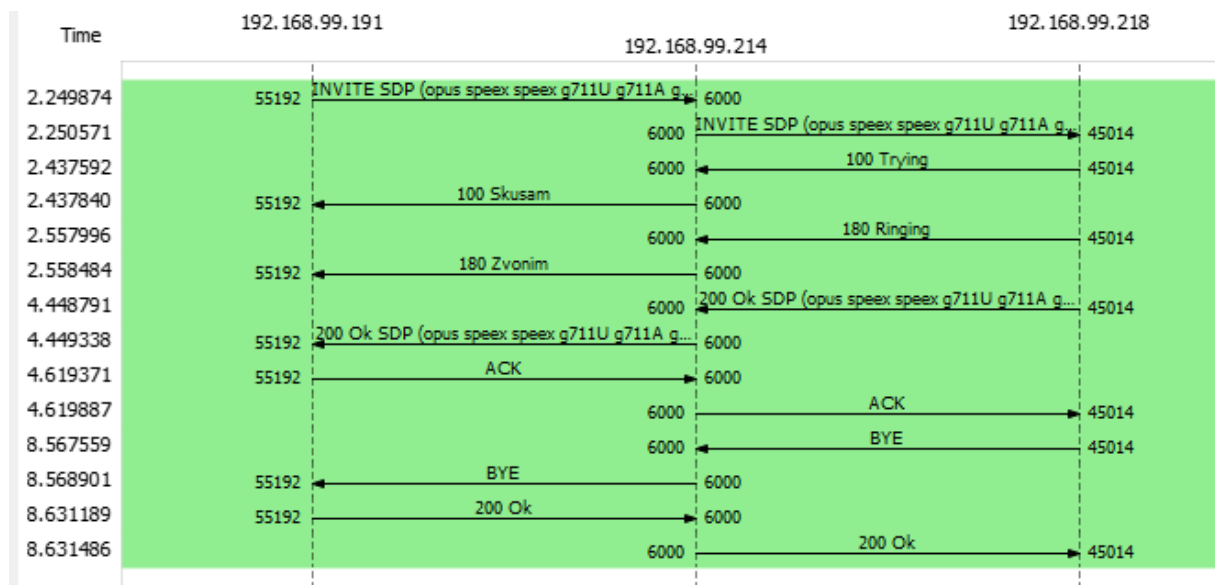 Time 192.168.99.191 192.168.99.214 192.168.99.218
2.249874 55192 INVITE SDP (opus speex speex g711U g711A g... 6000
2.250571 6000 INVITE SDP (opus speex speex g711U g711A g... 45014
2.437592 6000 100 Trying 45014
2.437840 55192 100 Skusam 6000
2.557996 6000 180 Ringing 45014
2.558484 55192 180 Zvonim 6000
4.448791 6000 200 Ok SDP (opus speex speex g711U g711A g... 45014
4.449338 55192 200 Ok SDP (opus speex speex g711U g711A g... 6000
4.619371 55192 ACK 6000
4.619887 6000 ACK 45014
8.567559 6000 BYE 45014
8.568901 55192 BYE 6000
8.631189 55192 200 Ok 6000
8.631486 6000 200 Ok 45014